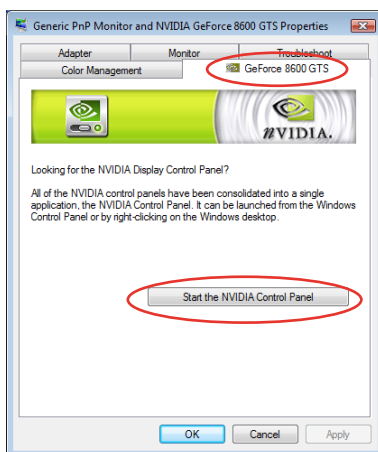 Generic PnP Monitor and NVIDIA GeForce 8600 GTS Properties
Adapter
Monitor
Troubleshoot
Color Management
GeForce 8600 GTS
NVIDIA.
Looking for the NVIDIA Display Control Panel?
All of the NVIDIA control panels have been consolidated into a single
application, the NVIDIA Control Panel. It can be launched from the Windows
Control Panel or by right-clicking on the Windows desktop.
Start the NVIDIA Control Panel
OK
Cancel
Apply